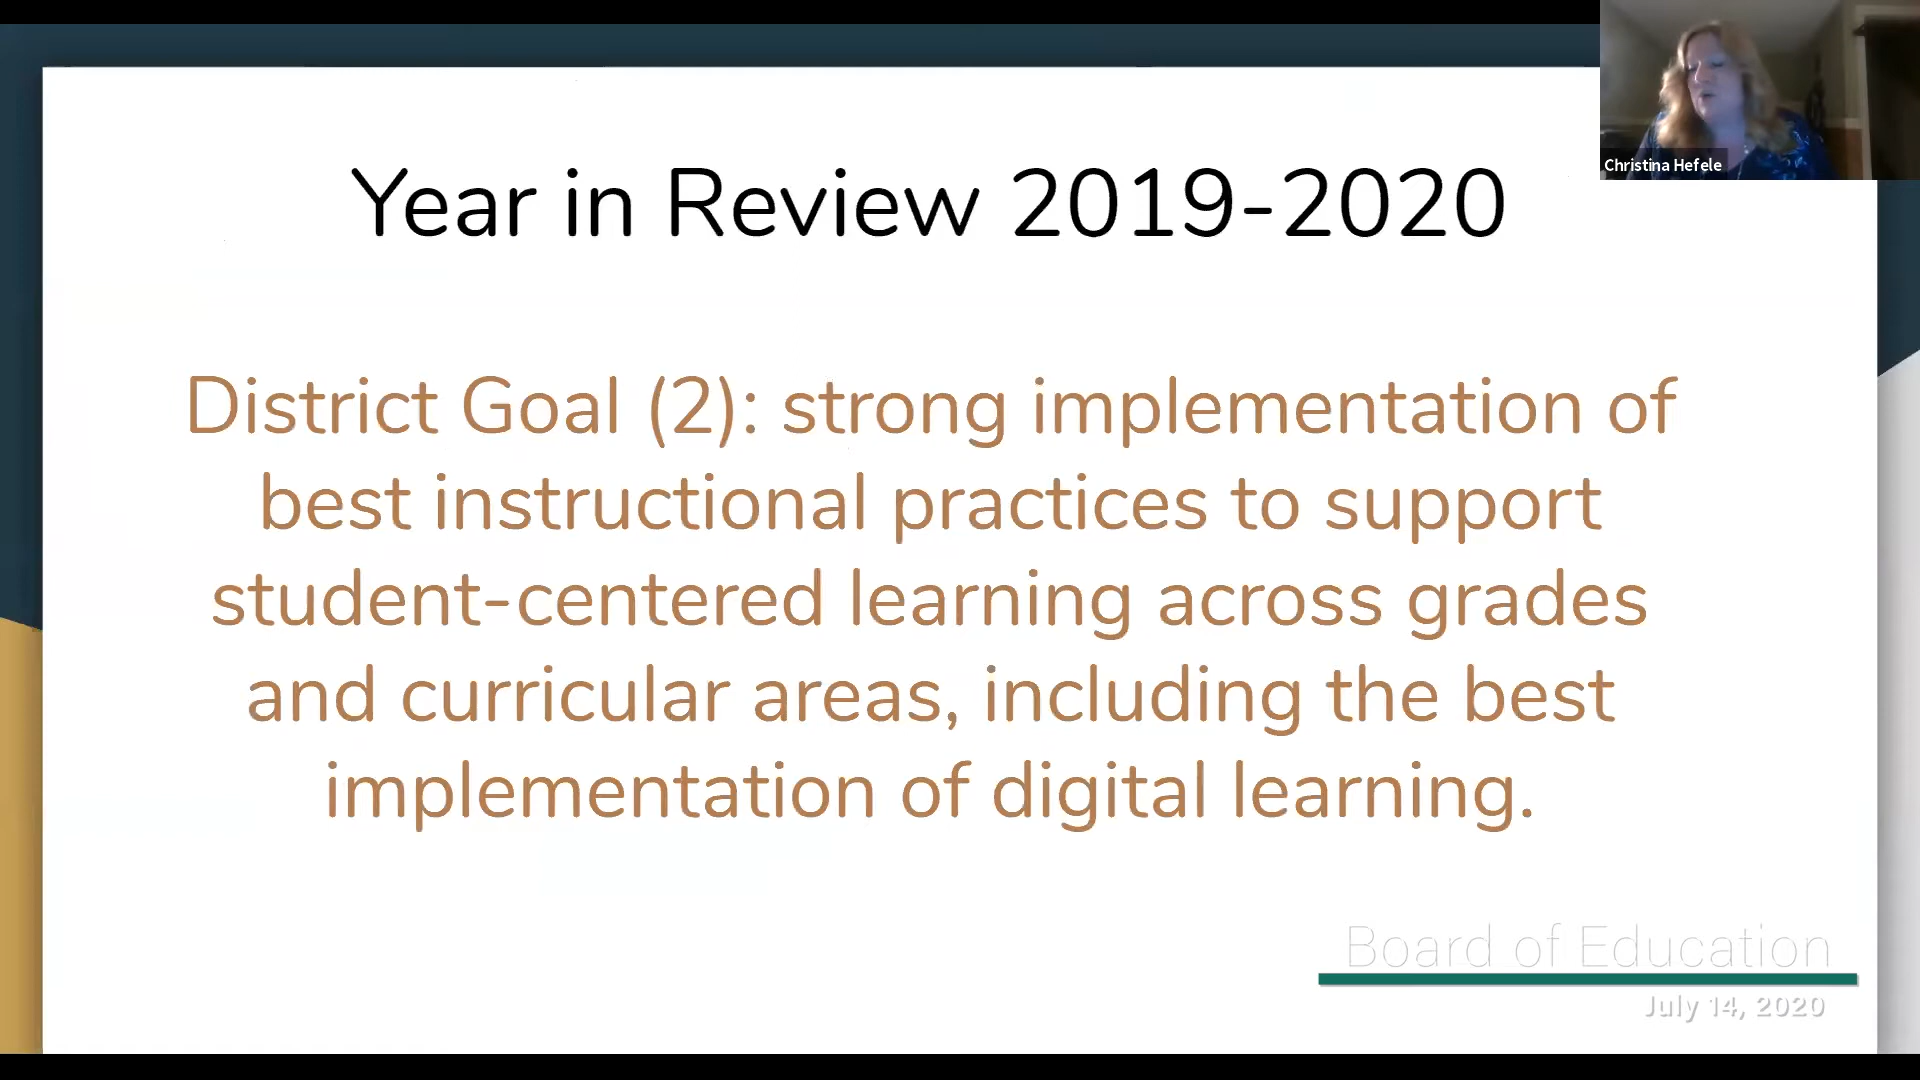 Year in Review 2019-2020
Christina Hefele
District Goal (2): strong implementation of
best instructional practices to support
student-centered learning across grades
and curricular areas, including the best
implementation of digital learning.
Board of Education
July 14, 2020